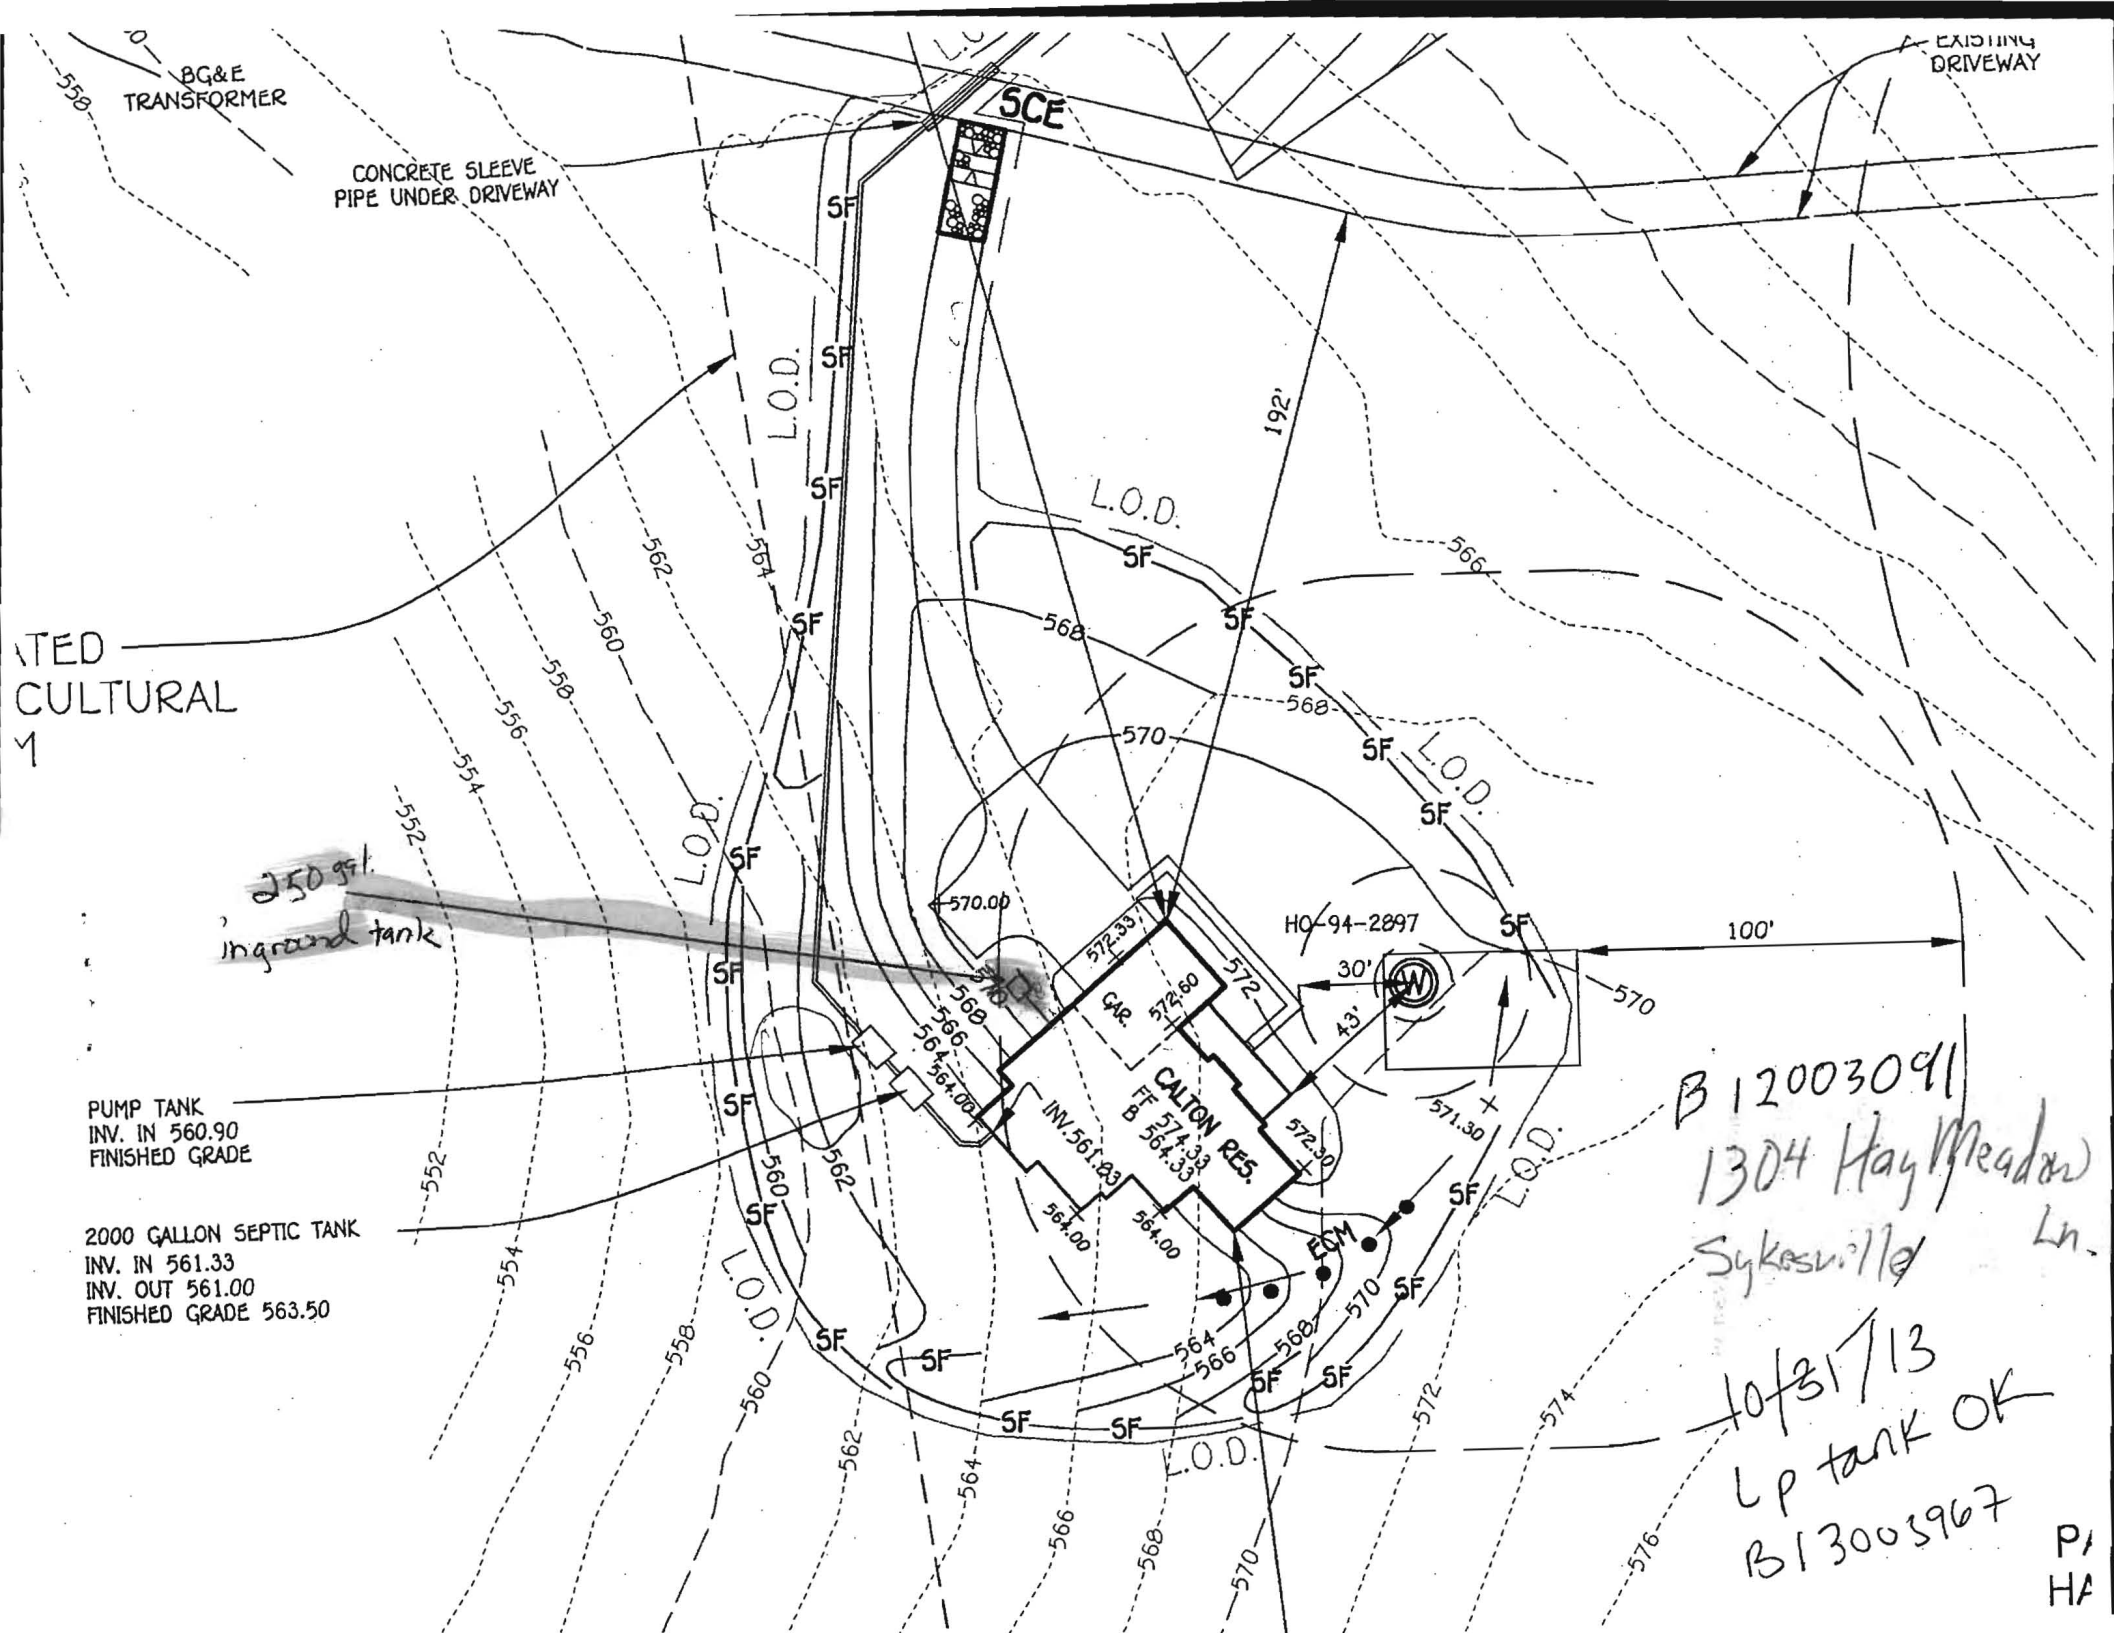 EXISTING
DRIVEWAY
BG&E
TRANSFORMER
558
SCE
CONCRETE SLEEVE
PIPE UNDER DRIVEWAY
SF
SF
L.O.D.
192'
SF
L.O.D.
SF
566
562
564
560
SF
SF
568
ATED
CULTURAL
M
558
556
554
552
SF
568
570
SF
L.O.D.
SF
L.O.D.
SF
250 gal.
inground tank
570.00
572.33
HO-94-2897
SF
100'
SF
570
572
572.60
GAR.
30'
W
43'
570
568
566
564
564.00
PUMP TANK
INV. IN 560.90
FINISHED GRADE
SF
INV. 561.83
CALTON RES.
FF 574.33
B 564.33
572.30
571.30
L.O.D.
B12003091
1304 Hay Meadow
Ln.
Sykesville
552
560
562
SF
564.00
564.00
SF
ECM
2000 GALLON SEPTIC TANK
INV. IN 561.33
INV. OUT 561.00
FINISHED GRADE 563.50
554
L.O.D.
570
SF
556
558
SF
SF
564
566
568
SF
SF
560
SF
SF
L.O.D.
572
574
10/31/13
Lp tank OK
B13003967
562
564
566
568
570
576
HA